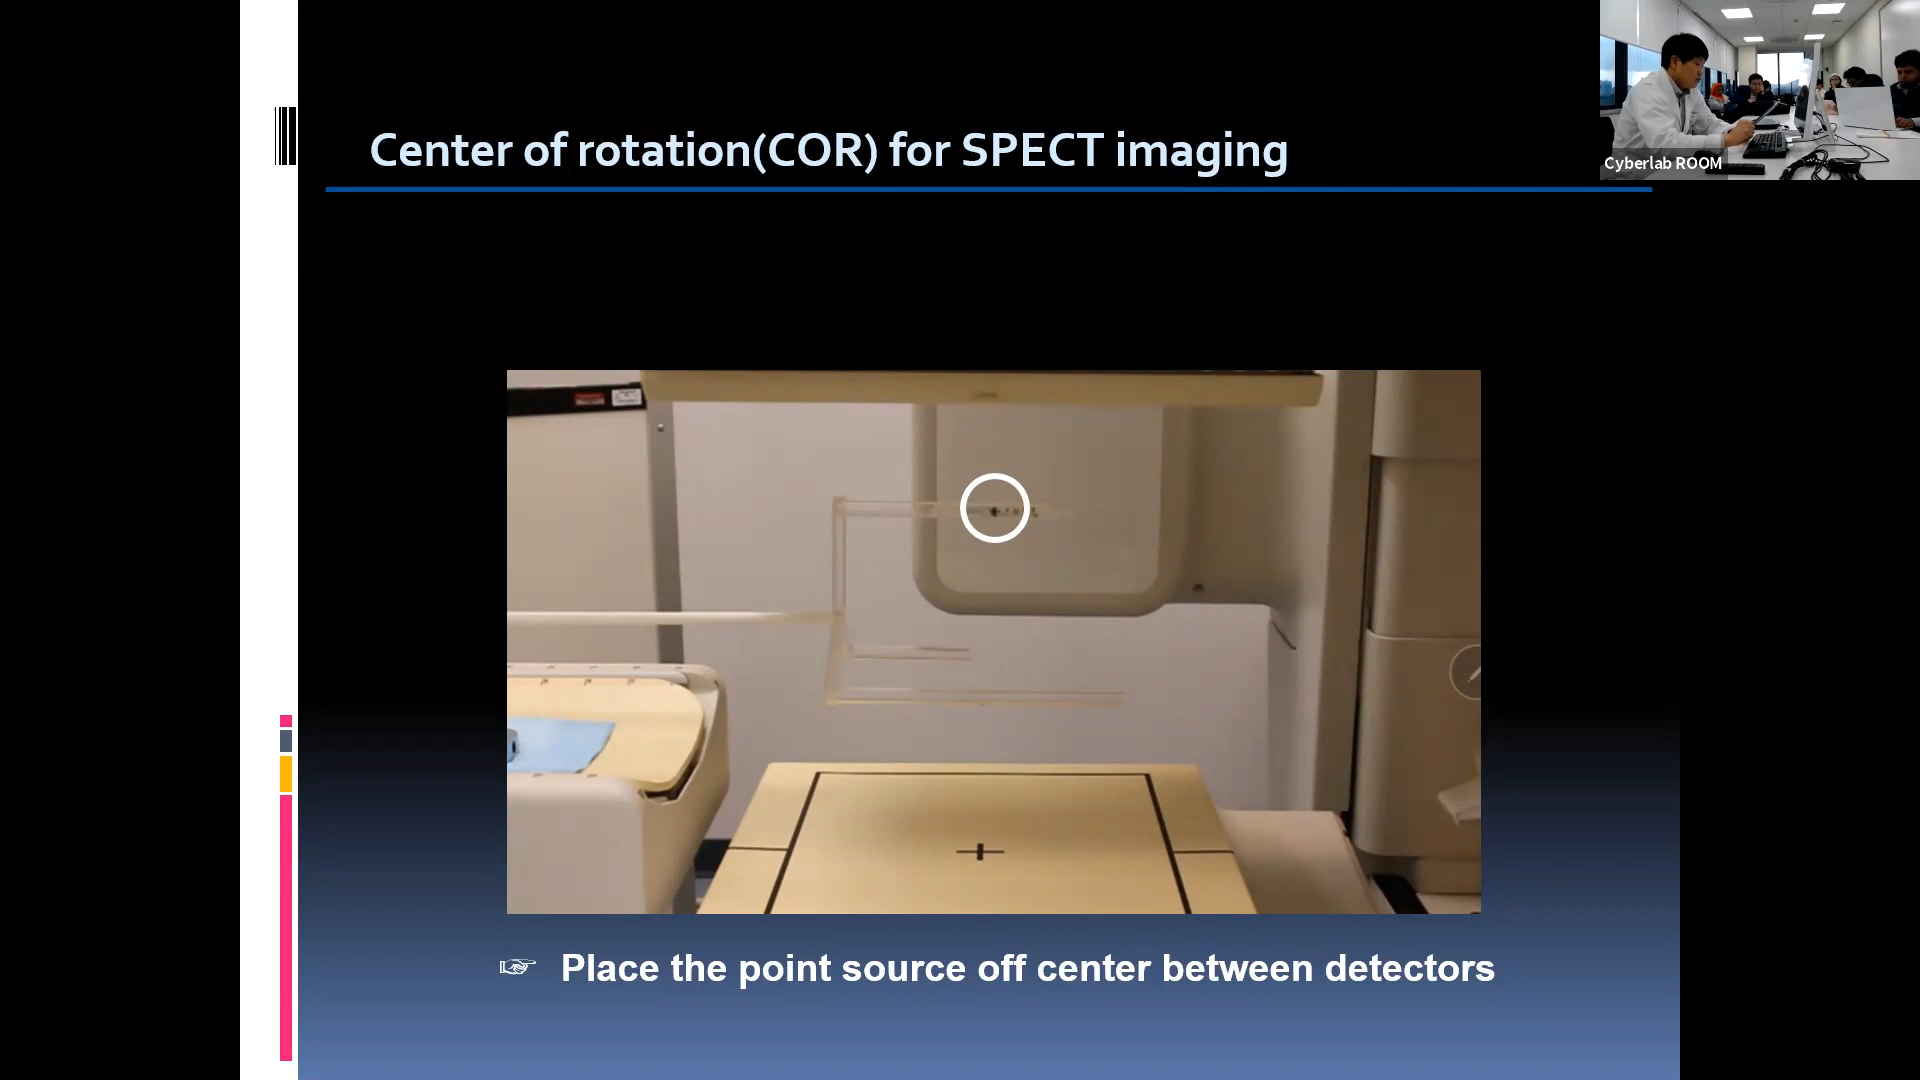 Center of rotation(COR) for SPECT imaging
Cyberlab ROOM
☞ Place the point source off center between detectors